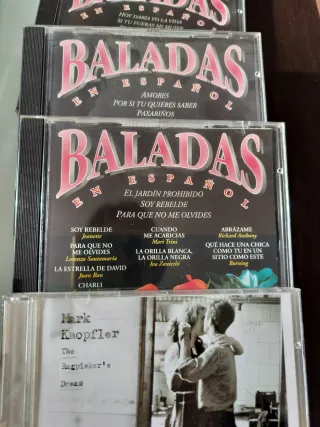 BALADAS
EN ESPAÑOL
HOY DARÍA YO LA VIDA
SI TU FUERAS MI MUJER
BALADAS
EN ESPAÑOL
AMORES
POR SI TU QUIERES SABER
PAXARIÑOS
BALADAS
EN ESPAÑOL
EL JARDÍN PROHIBIDO
SOY REBELDE
PARA QUE NO ME OLVIDES
SOY REBELDE
Jeanette
PARA QUE NO
ME OLVIDES
Lorenzo Santamaría
LA ESTRELLA DE DAVID
Juan Bau
CHARLI
CUANDO
ME ACARICIAS
Mari Trini
LA ORILLA BLANCA,
LA ORILLA NEGRA
Iva Zanicchi
ABRÁZAME
Richard Anthony
QUÉ HACE UNA CHICA
COMO TU EN UN
SITIO COMO ESTE
Burning
Mark
Knopfler
The
Ragpicker's
Dream